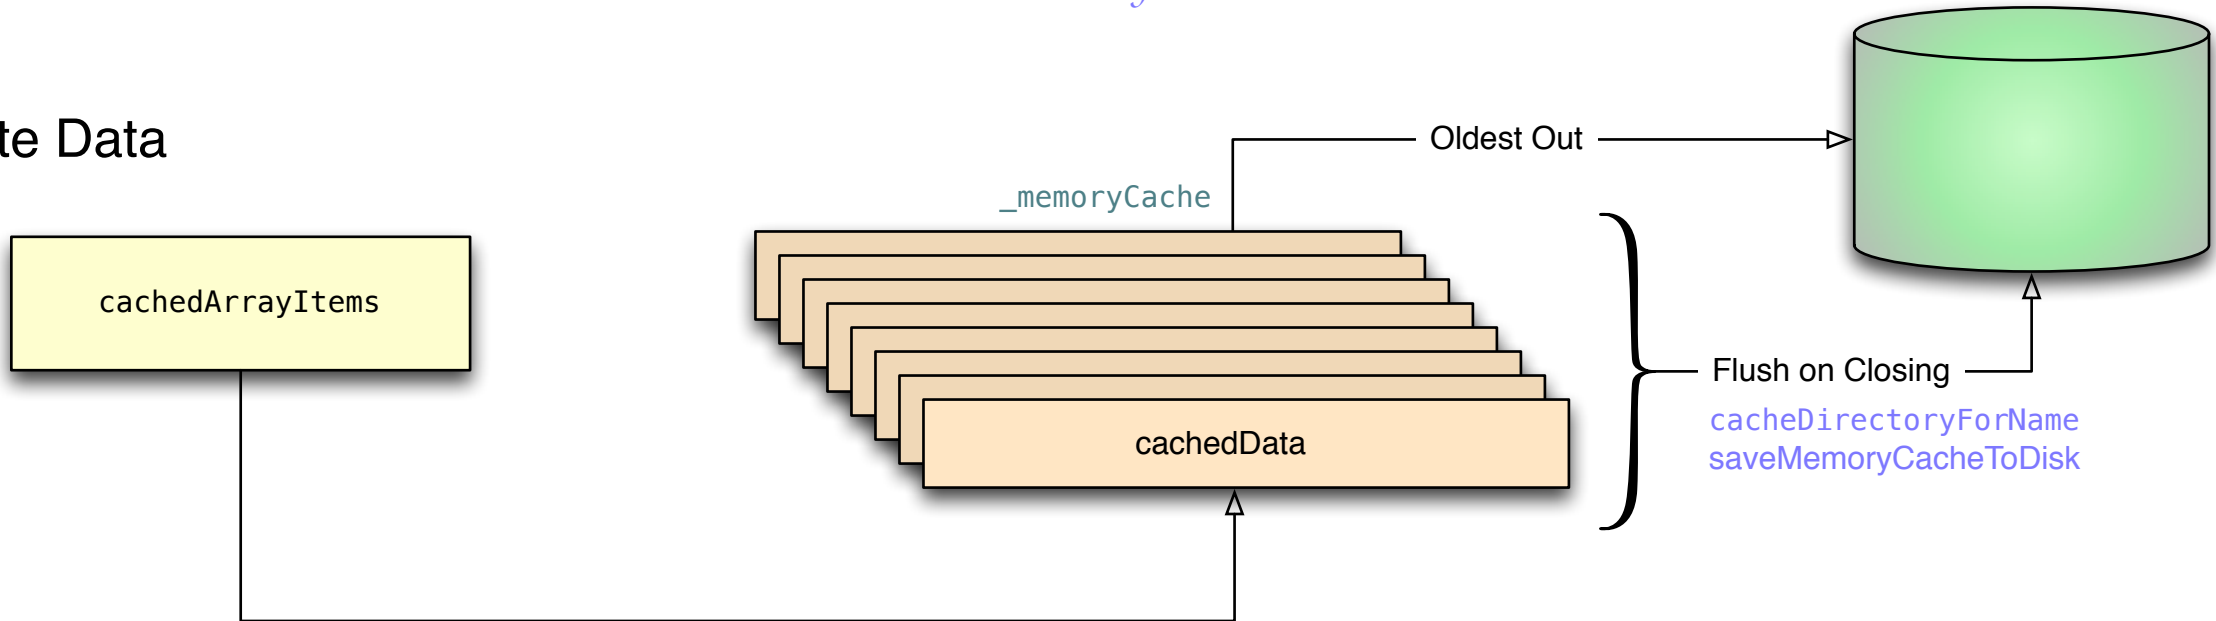 te Data
Oldest Out
_memoryCache
cachedArrayItems
Flush on Closing
cacheDirectoryForName
saveMemoryCacheToDisk
cachedData